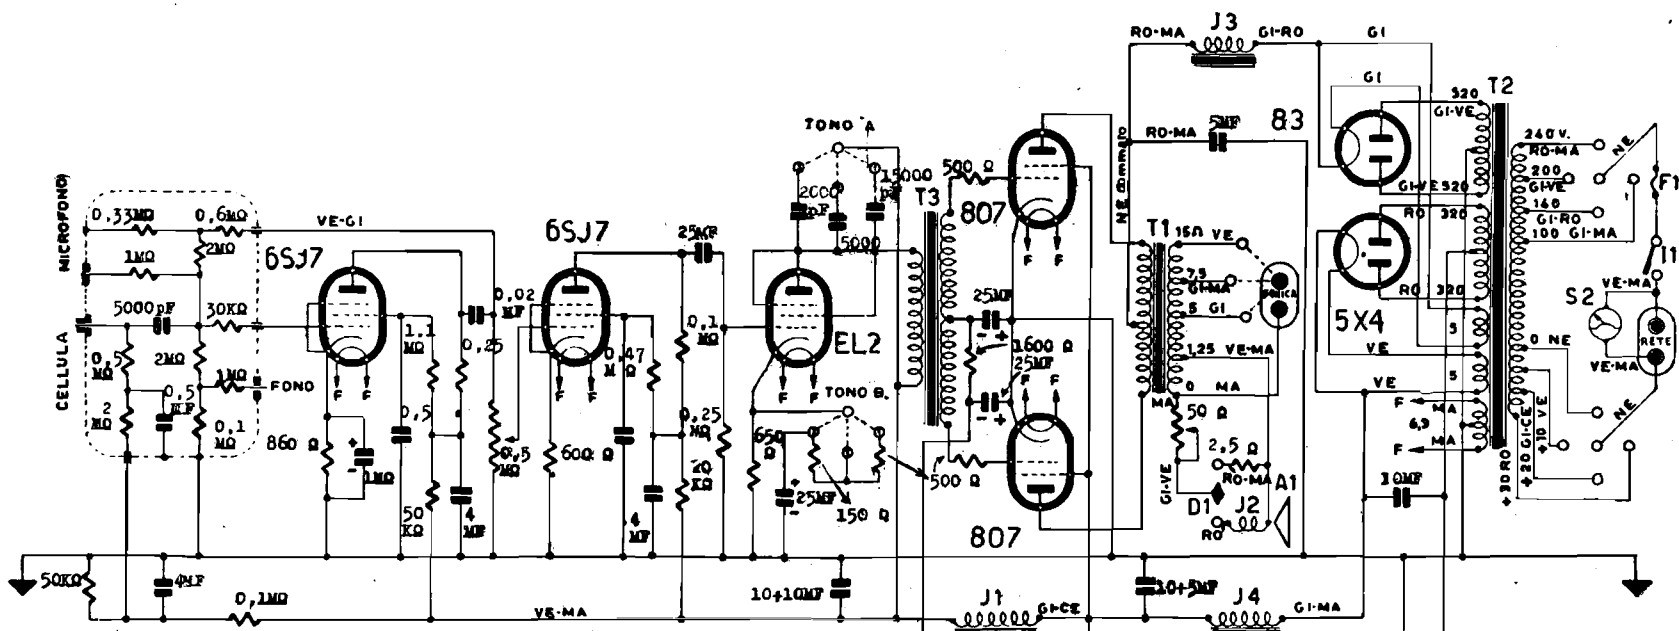 MICROFONO
0,33MΩ
0,6MΩ
1MΩ
2MΩ
VE-GI
CELLULA
5000pF
30KΩ
0,5 MΩ
2MΩ
1MΩ
FONO
0,5 MF
MΩ 2
0,1 MΩ
6SJ7
860 Ω
1MΩ
1,1 MΩ
0,25
0,02 MF
0,5
0,5 MΩ
50 KΩ
4 MF
6SJ7
25MF
0,47 MΩ
0,1 MΩ
600 Ω
0,25 MΩ
20 KΩ
4 MF
TONO A
2000 pF
15000 pF
5000
EL2
TONO B.
650 Ω
25MF
150 Ω
T3
500 Ω
807
25MF
1600 Ω
25MF
F
F
F
F
F
F
F
F
F
F
500 Ω
807
NE gommato
RO-MA
J3
GI-RO
GI
RO-MA
5MF
83
GI
T1
15Ω VE
7,5
GI-MA
5 GI
1,25 VE-MA
0 MA
MA
50 Ω
2,5 Ω
RO-MA
GI-VE
D1
J2
RO
A1
520
GI-VE
GI-VE 520
RO 320
RO 320
5X4
VE
5
5
VE
F
MA
6,3
F
MA
10MF
T2
240 V.
RO-MA
200
GI-VE
GI-RO
100 GI-MA
NE
F1
I1
VE-MA
S2
RETE
VE-MA
0 NE
NE
+10 VE
+20 GI-CE
+30 RO
50KΩ
4MF
0,1MΩ
VE-MA
10+10MF
J1
GI-CE
10+5MF
J4
GI-MA